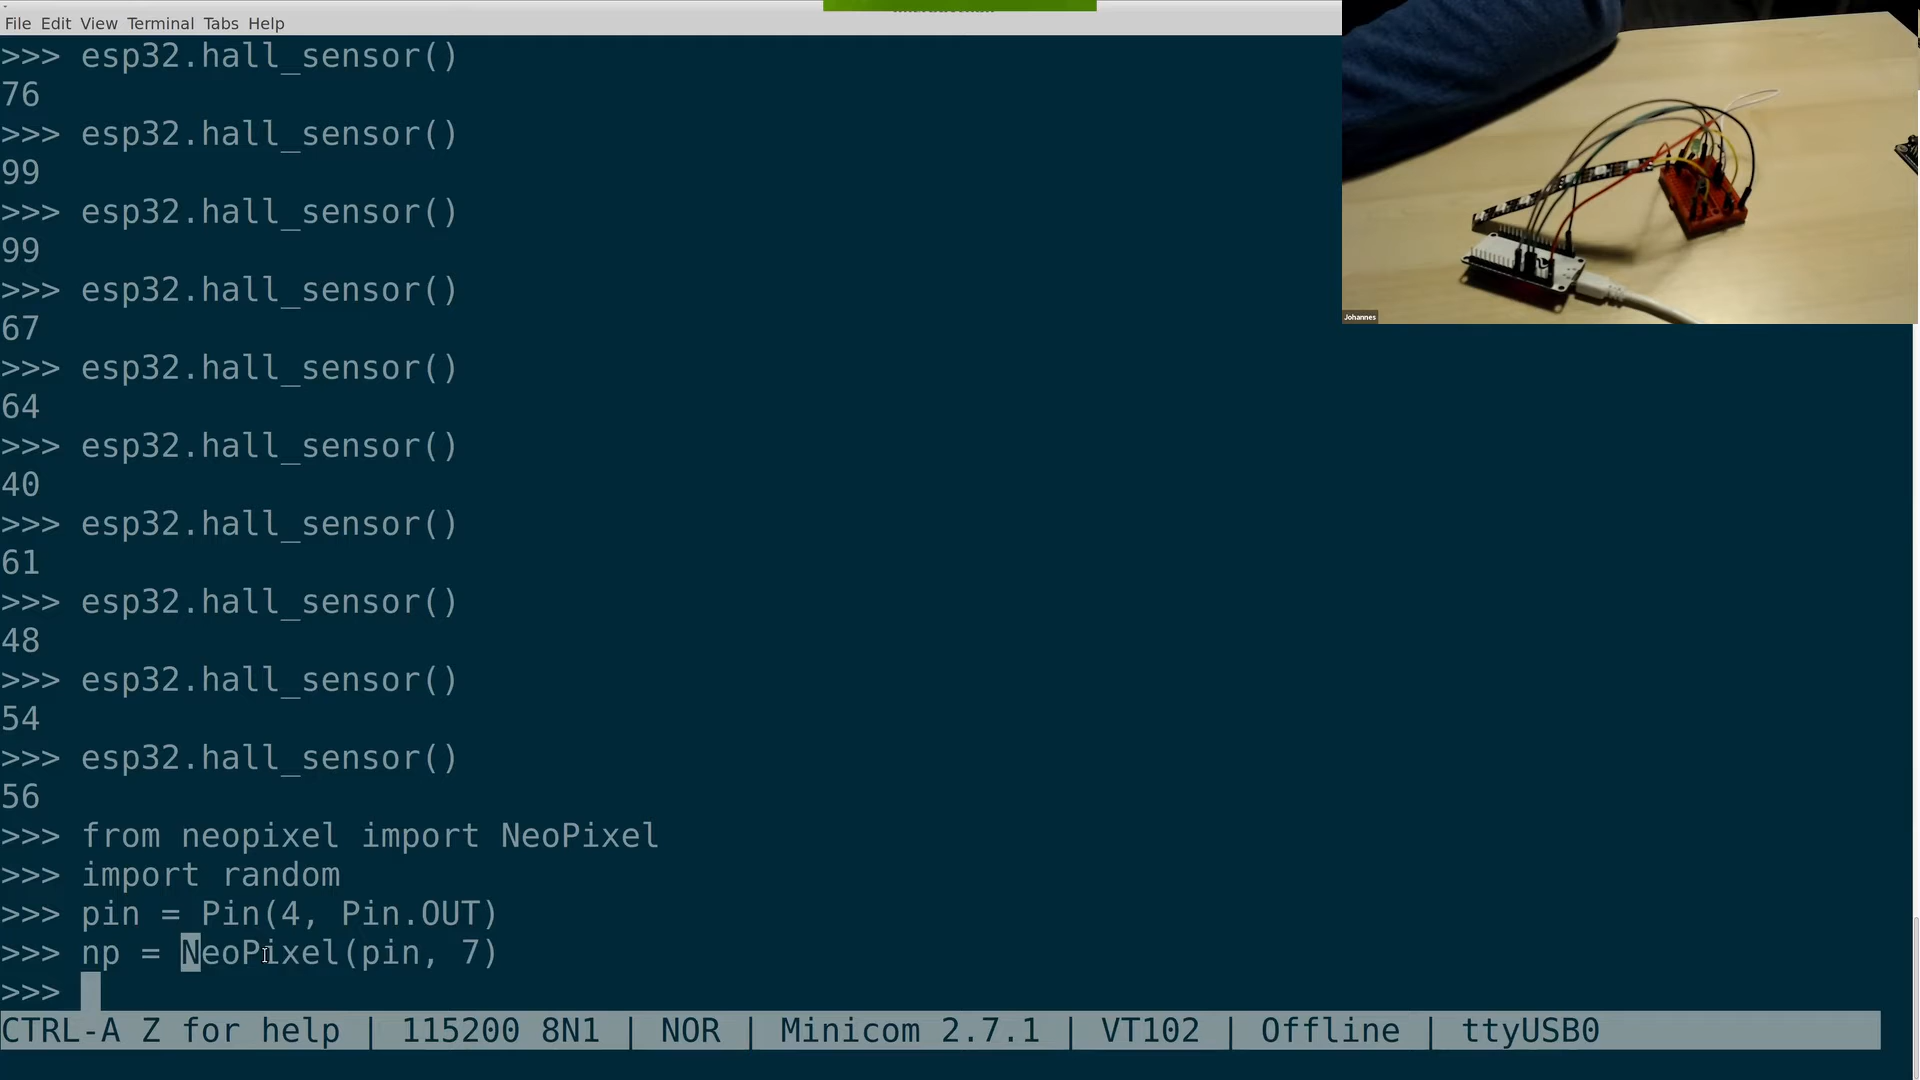 File Edit View Terminal Tabs Help
>>> esp32.hall_sensor()
76
>>> esp32.hall_sensor()
99
>>> esp32.hall_sensor()
99
>>> esp32.hall_sensor()
67
>>> esp32.hall_sensor()
64
>>> esp32.hall_sensor()
40
>>> esp32.hall_sensor()
61
>>> esp32.hall_sensor()
48
>>> esp32.hall_sensor()
54
>>> esp32.hall_sensor()
56
>>> from neopixel import NeoPixel
>>> import random
>>> pin = Pin(4, Pin.OUT)
>>> np = NeoPixel(pin, 7)
>>>
CTRL-A Z for help | 115200 8N1 | NOR | Minicom 2.7.1 | VT102 | Offline | ttyUSB0
Johannes